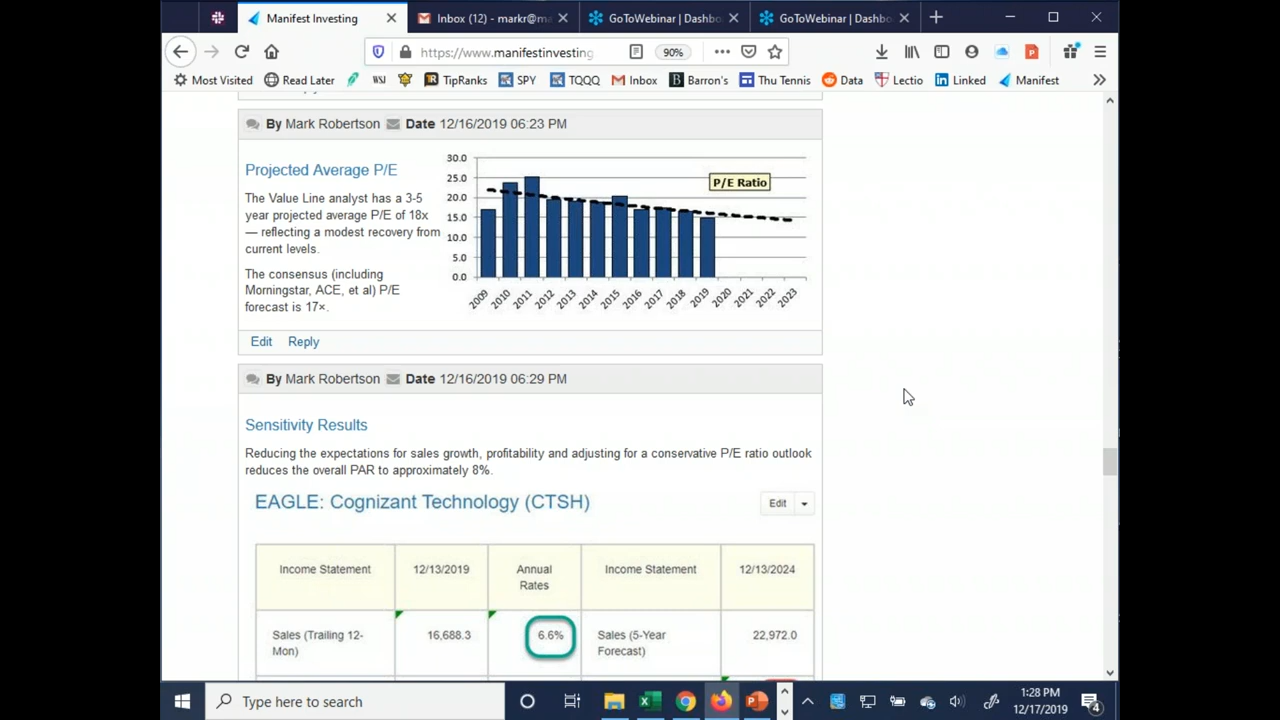 Manifest Investing
Inbox (12) - markr@ma
GoToWebinar | Dashbo
GoToWebinar | Dashbo
https://www.manifestinvesting
90%
Most Visited
Read Later
WSJ
TipRanks
SPY
TQQQ
Inbox
Barron's
Thu Tennis
Data
Lectio
Linked
Manifest
By Mark Robertson Date 12/16/2019 06:23 PM
Projected Average P/E
The Value Line analyst has a 3-5
year projected average P/E of 18x
— reflecting a modest recovery from
current levels.
The consensus (including
Morningstar, ACE, et al) P/E
forecast is 17×.
30.0
25.0
20.0
15.0
10.0
5.0
0.0
P/E Ratio
2009 2010 2011 2012 2013 2014 2015 2016 2017 2018 2019 2020 2021 2022 2023
Edit Reply
By Mark Robertson Date 12/16/2019 06:29 PM
Sensitivity Results
Reducing the expectations for sales growth, profitability and adjusting for a conservative P/E ratio outlook
reduces the overall PAR to approximately 8%.
EAGLE: Cognizant Technology (CTSH)
Edit
Income Statement
12/13/2019
Annual
Rates
Income Statement
12/13/2024
Sales (Trailing 12-
Mon)
16,688.3
6.6%
Sales (5-Year
Forecast)
22,972.0
Type here to search
1:28 PM
12/17/2019
4